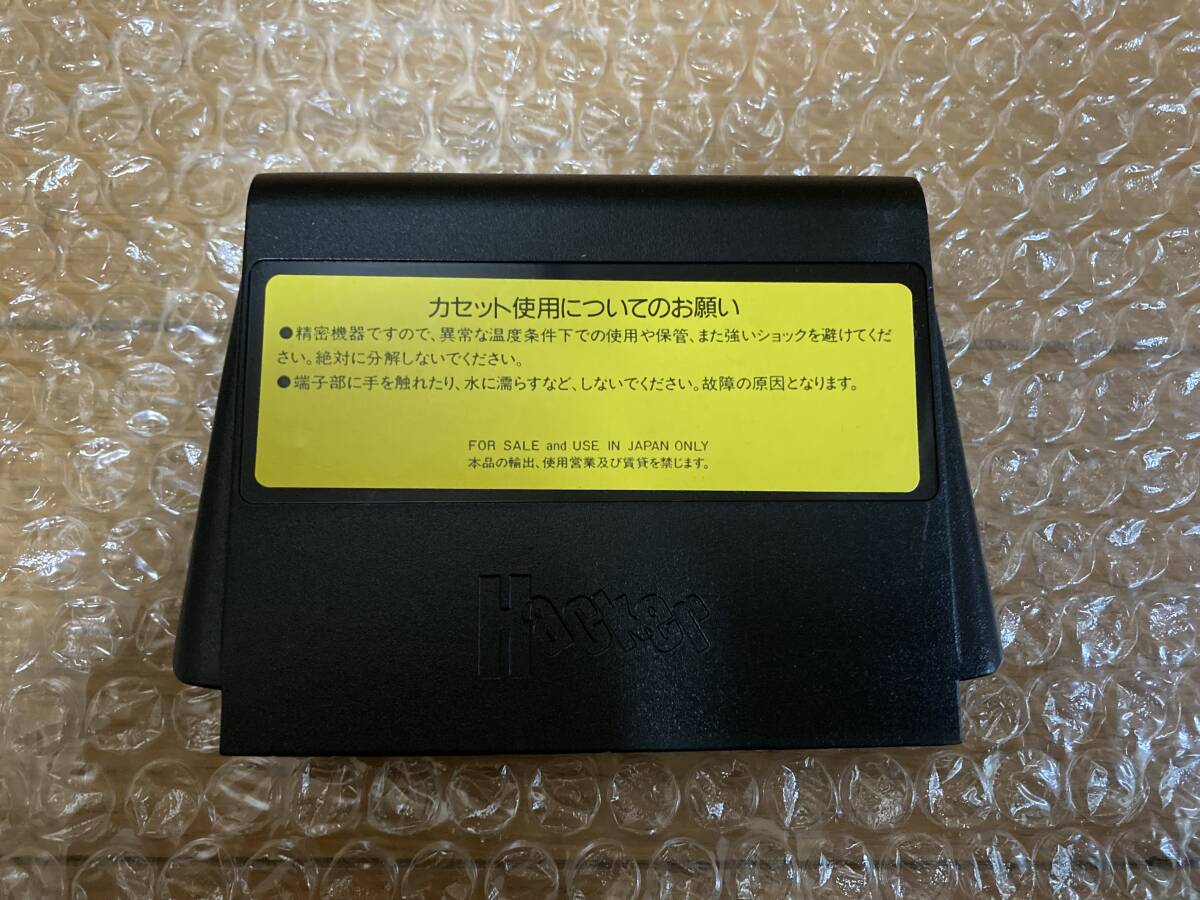 カセット使用についてのお願い
●精密機器ですので、異常な温度条件下での使用や保管、また強いショックを避けてくだ
さい。絶対に分解しないでください。
●端子部に手を触れたり、水に濡らすなど、しないでください。故障の原因となります。
FOR SALE and USE IN JAPAN ONLY
本品の輸出、使用営業及び賃貸を禁じます。
Hacker